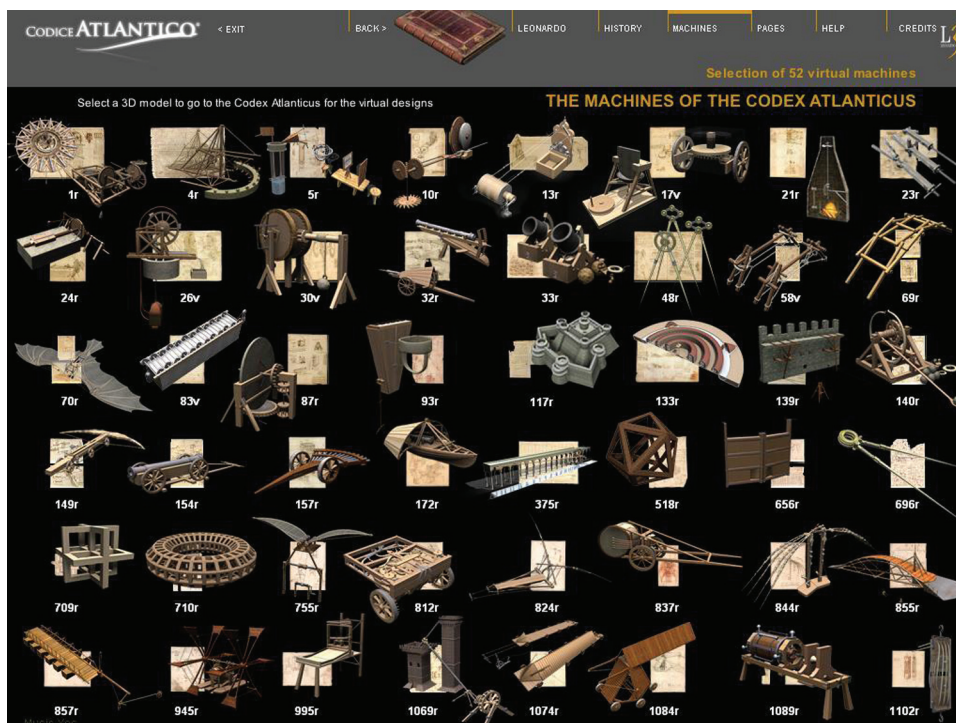 CODICE ATLANTICO®
< EXIT
BACK >
LEONARDO
HISTORY
MACHINES
PAGES
HELP
CREDITS
Selection of 52 virtual machines
Select a 3D model to go to the Codex Atlanticus for the virtual designs
THE MACHINES OF THE CODEX ATLANTICUS
1r 4r 5r 10r 13r 17v 21r 23r
24r 26v 30v 32r 33r 48r 58v 69r
70r 83v 87r 93r 117r 133r 139r 140r
149r 154r 157r 172r 375r 518r 656r 696r
709r 710r 755r 812r 824r 837r 844r 855r
857r 945r 995r 1069r 1074r 1084r 1089r 1102r